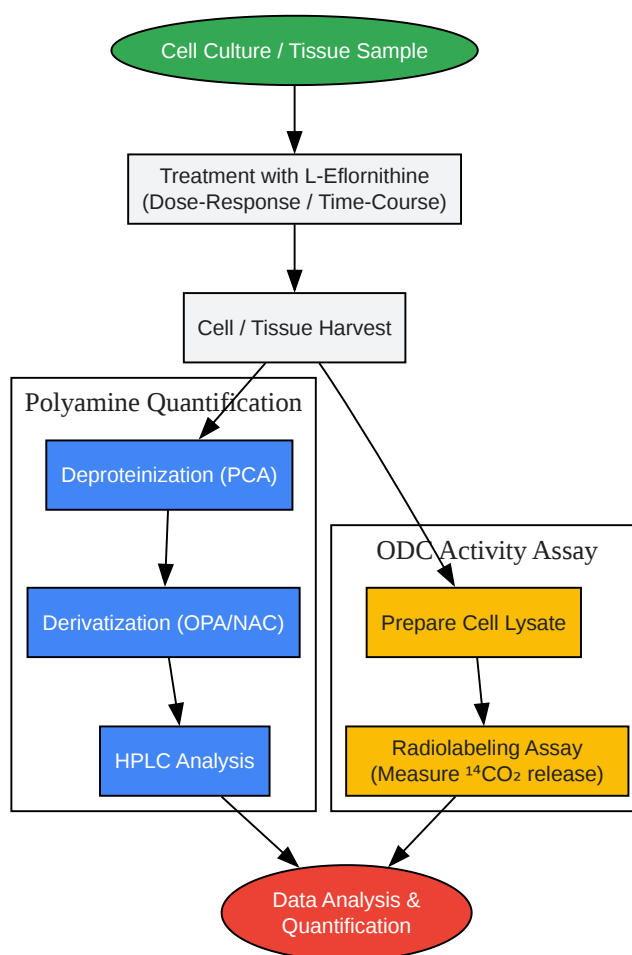 Cell Culture / Tissue Sample
Treatment with L-Eflornithine
(Dose-Response / Time-Course)
Cell / Tissue Harvest
Polyamine Quantification
Deproteinization (PCA)
Derivatization (OPA/NAC)
HPLC Analysis
ODC Activity Assay
Prepare Cell Lysate
Radiolabeling Assay
(Measure ¹⁴CO₂ release)
Data Analysis &
Quantification